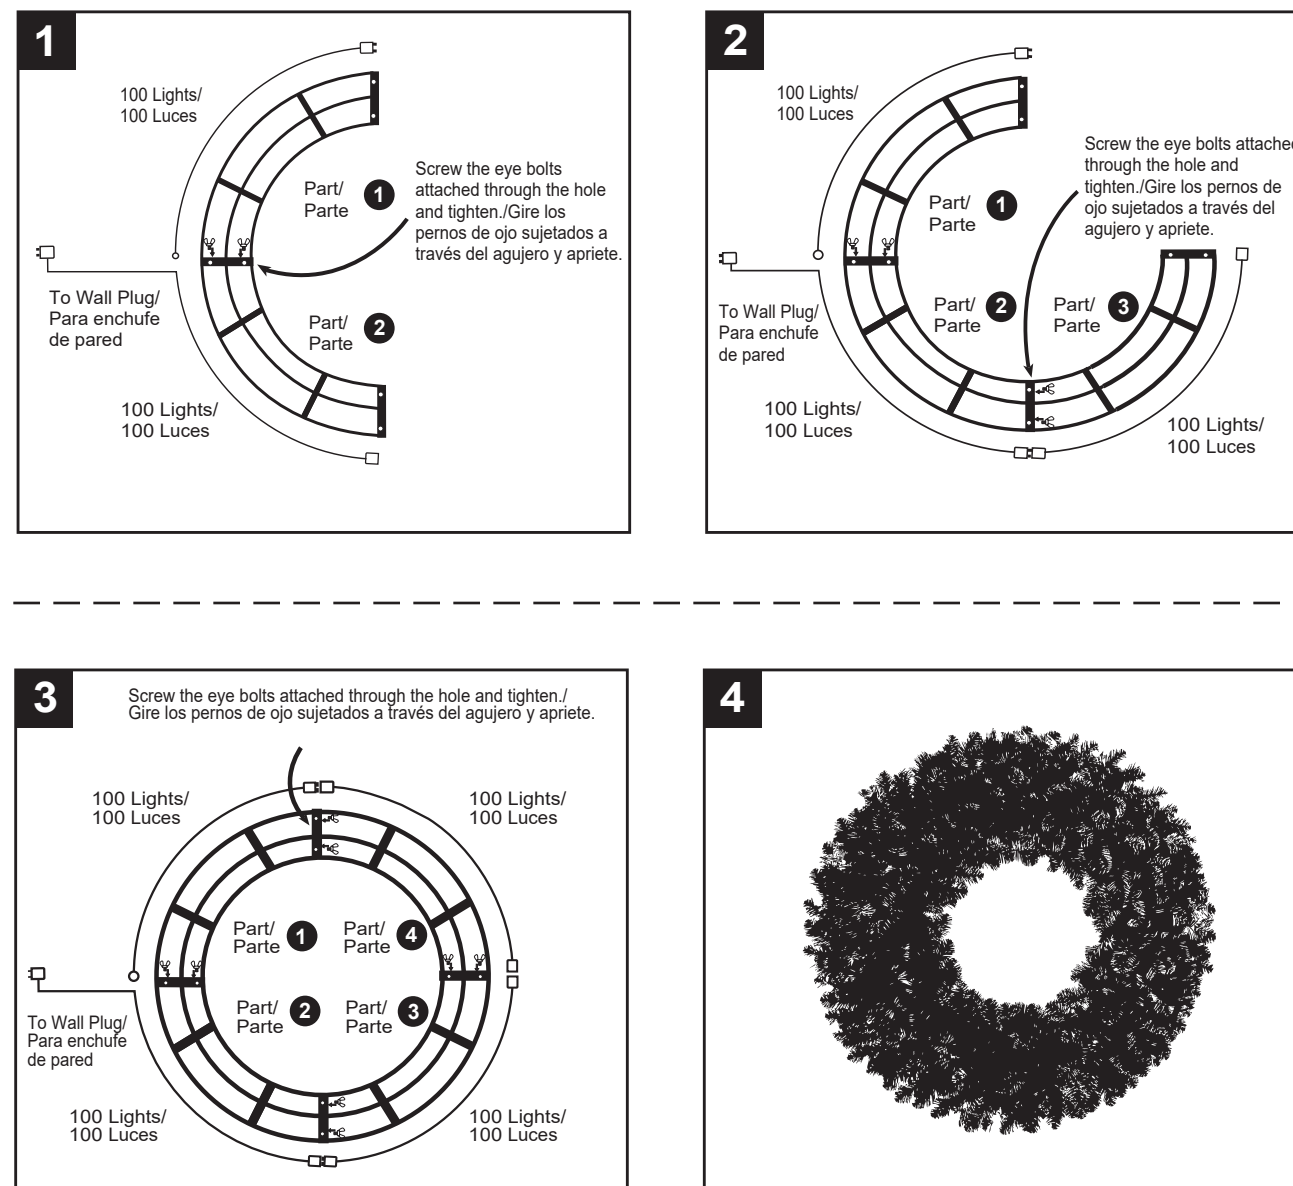 1
100 Lights/
100 Luces
Part/
Parte
1
Screw the eye bolts
attached through the hole
and tighten./Gire los
pernos de ojo sujetados a
través del agujero y apriete.
To Wall Plug/
Para enchufe
de pared
Part/
Parte
2
100 Lights/
100 Luces
2
100 Lights/
100 Luces
Screw the eye bolts attached
through the hole and
tighten./Gire los pernos de
ojo sujetados a través del
agujero y apriete.
Part/
Parte
1
To Wall Plug/
Para enchufe
de pared
Part/
Parte
2
Part/
Parte
3
100 Lights/
100 Luces
100 Lights/
100 Luces
3
Screw the eye bolts attached through the hole and tighten./
Gire los pernos de ojo sujetados a través del agujero y apriete.
100 Lights/
100 Luces
100 Lights/
100 Luces
Part/
Parte
1
Part/
Parte
4
Part/
Parte
2
Part/
Parte
3
To Wall Plug/
Para enchufe
de pared
100 Lights/
100 Luces
100 Lights/
100 Luces
4